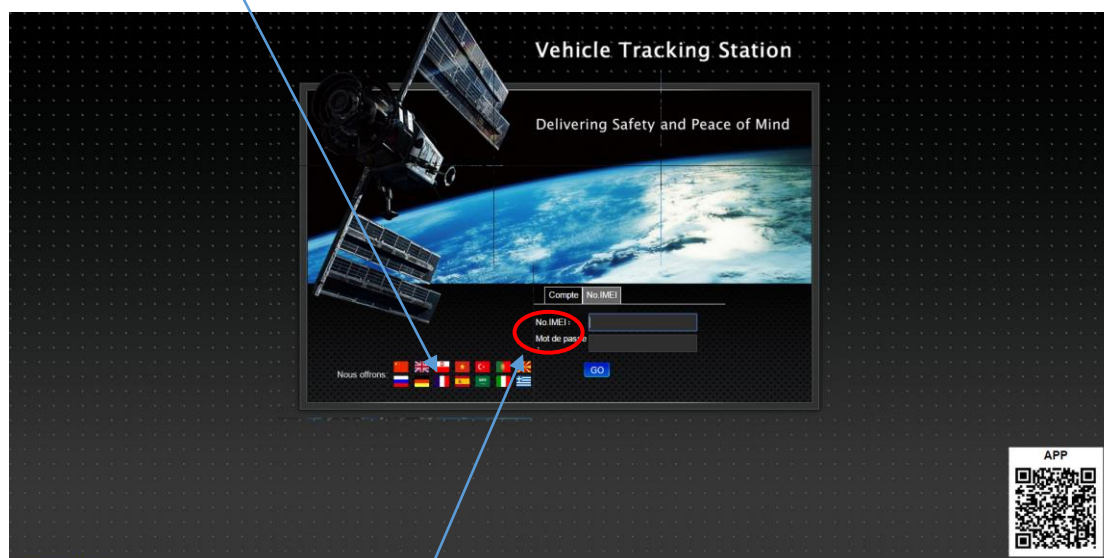 Vehicle Tracking Station
Delivering Safety and Peace of Mind
Compte No.IMEI
No.IMEI :
Mot de passe
:
Nous offrons:
GO
APP